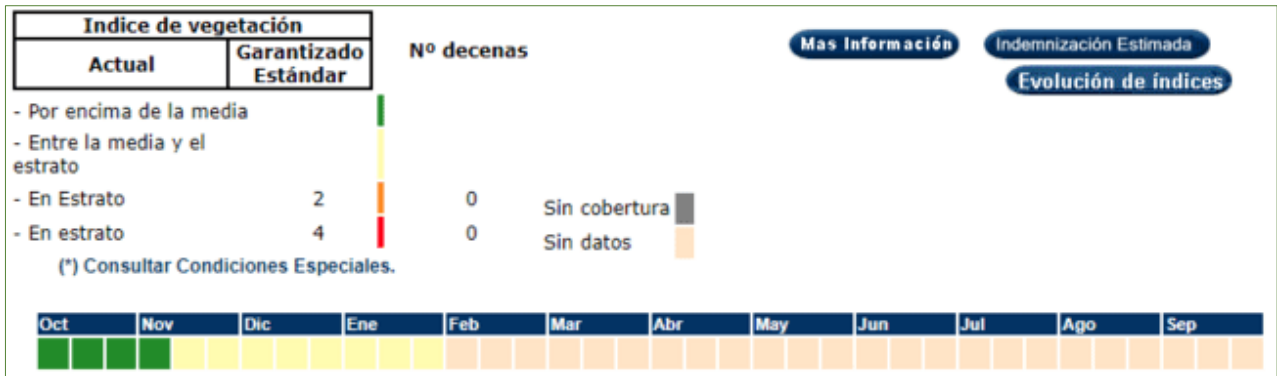 Indice de vegetación
Actual
Garantizado
Estándar
Nº decenas
Mas Información
Indemnización Estimada
Evolución de índices
- Por encima de la media
- Entre la media y el
estrato
- En Estrato 2 0
Sin cobertura
- En estrato 4 0
Sin datos
(*) Consultar Condiciones Especiales.
Oct Nov Dic Ene Feb Mar Abr May Jun Jul Ago Sep